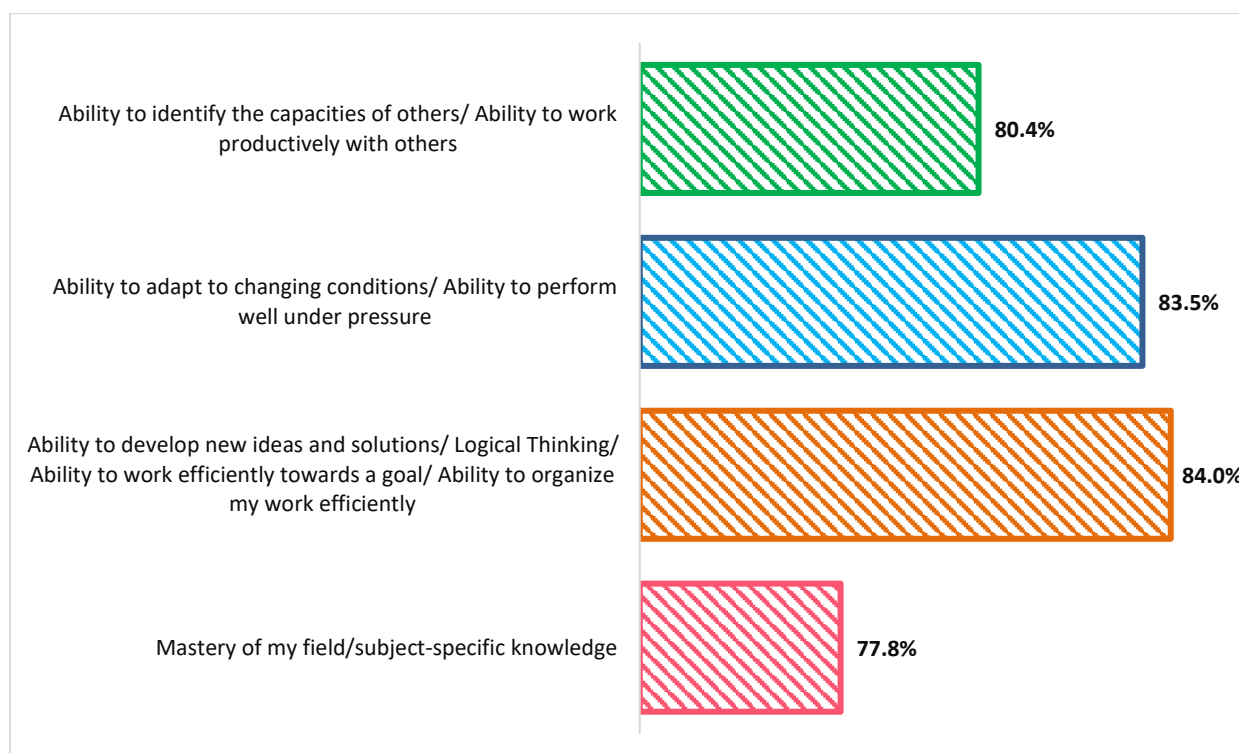 Ability to identify the capacities of others/ Ability to work
productively with others
80.4%
Ability to adapt to changing conditions/ Ability to perform
well under pressure
83.5%
Ability to develop new ideas and solutions/ Logical Thinking/
Ability to work efficiently towards a goal/ Ability to organize
my work efficiently
84.0%
Mastery of my field/subject-specific knowledge
77.8%